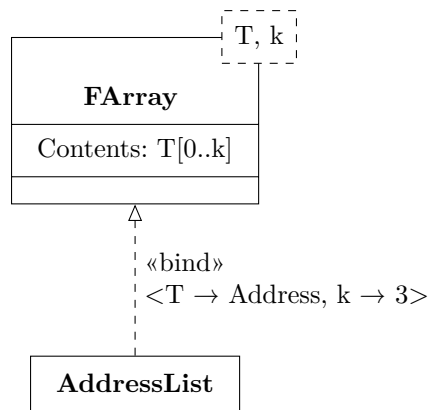 T, k
FArray
Contents: T[0..k]
«bind»
<T → Address, k → 3>
AddressList